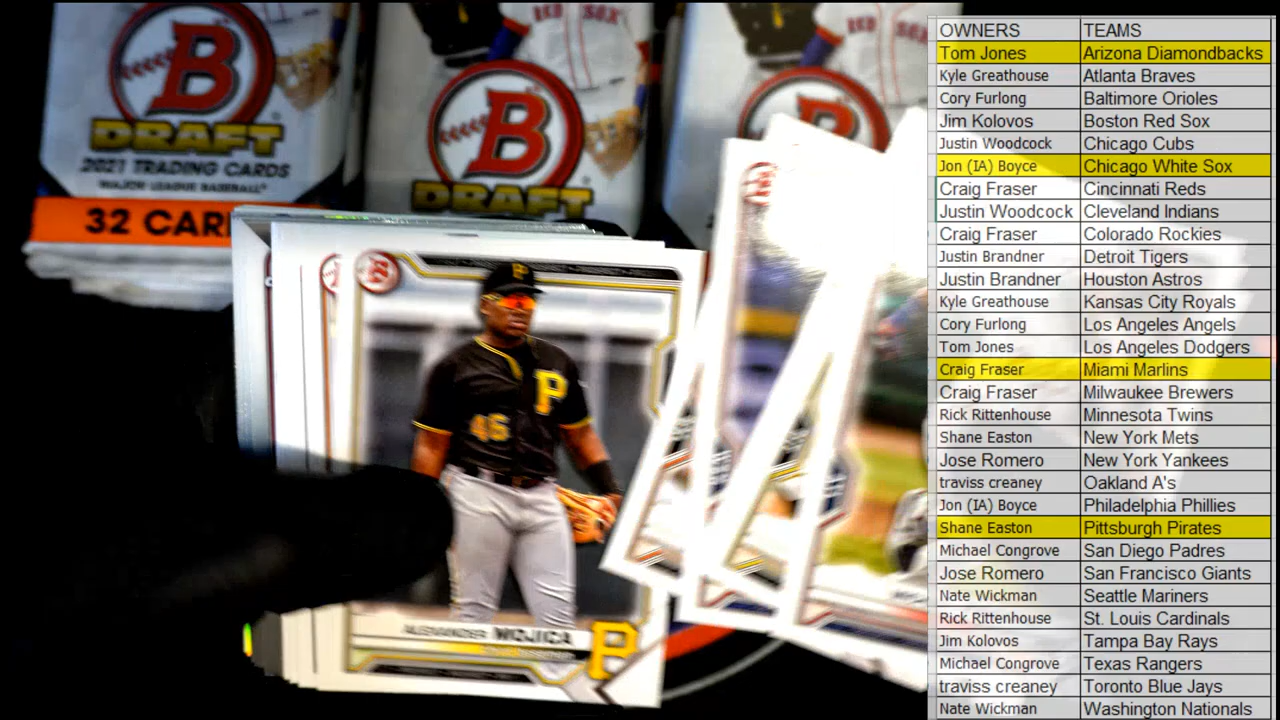 B
DRAFT
2021 TRADING CARDS
MAJOR LEAGUE BASEBALL
32 CAR
RED SOX
B
DRAFT
B
B
P
P
45
ALEXANDER MOJICA
P
OWNERS TEAMS
Tom Jones Arizona Diamondbacks
Kyle Greathouse Atlanta Braves
Cory Furlong Baltimore Orioles
Jim Kolovos Boston Red Sox
Justin Woodcock Chicago Cubs
Jon (IA) Boyce Chicago White Sox
Craig Fraser Cincinnati Reds
Justin Woodcock Cleveland Indians
Craig Fraser Colorado Rockies
Justin Brandner Detroit Tigers
Justin Brandner Houston Astros
Kyle Greathouse Kansas City Royals
Cory Furlong Los Angeles Angels
Tom Jones Los Angeles Dodgers
Craig Fraser Miami Marlins
Craig Fraser Milwaukee Brewers
Rick Rittenhouse Minnesota Twins
Shane Easton New York Mets
Jose Romero New York Yankees
traviss creaney Oakland A's
Jon (IA) Boyce Philadelphia Phillies
Shane Easton Pittsburgh Pirates
Michael Congrove San Diego Padres
Jose Romero San Francisco Giants
Nate Wickman Seattle Mariners
Rick Rittenhouse St. Louis Cardinals
Jim Kolovos Tampa Bay Rays
Michael Congrove Texas Rangers
traviss creaney Toronto Blue Jays
Nate Wickman Washington Nationals